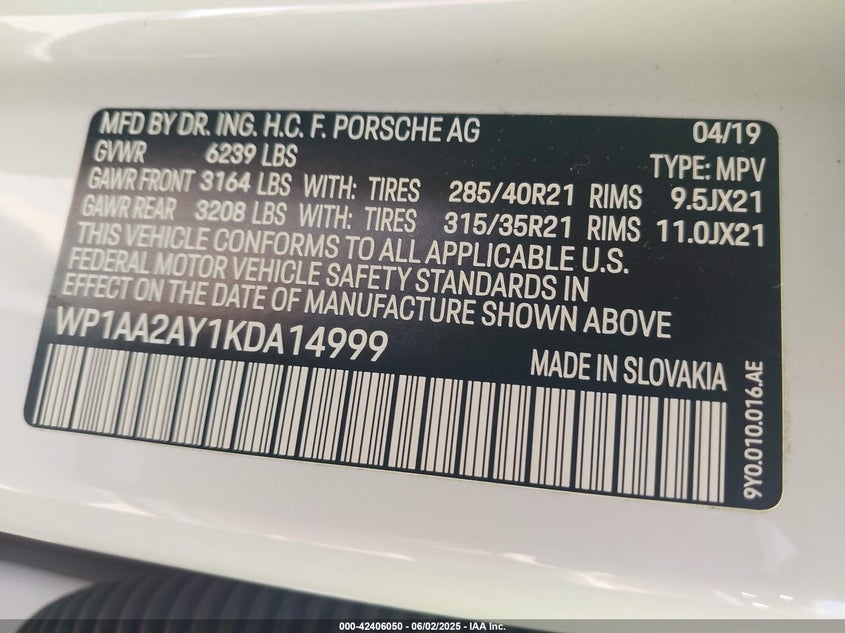 MFD BY DR. ING. H.C. F. PORSCHE AG 04/19
GVWR 6239 LBS TYPE: MPV
GAWR FRONT 3164 LBS WITH: TIRES 285/40R21 RIMS 9.5JX21
GAWR REAR 3208 LBS WITH: TIRES 315/35R21 RIMS 11.0JX21
THIS VEHICLE CONFORMS TO ALL APPLICABLE U.S.
FEDERAL MOTOR VEHICLE SAFETY STANDARDS IN
EFFECT ON THE DATE OF MANUFACTURE SHOWN ABOVE
WP1AA2AY1KDA14999
MADE IN SLOVAKIA
9Y0.010.016.AE
000-42406050 - 06/02/2025 - IAA Inc.